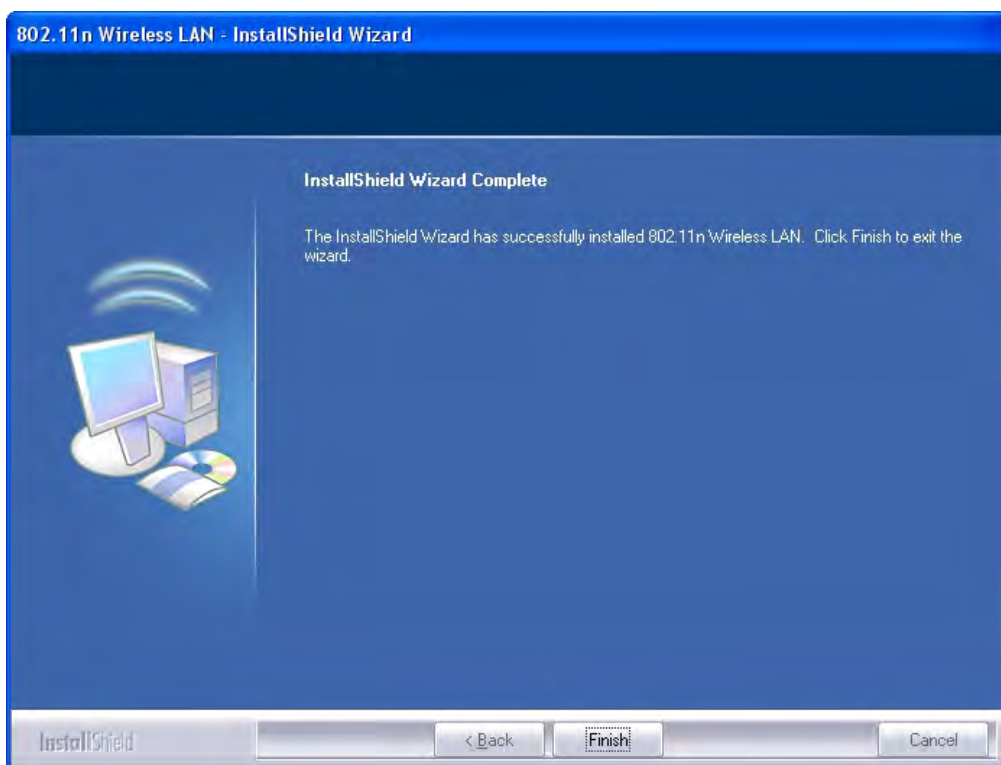 802.11n Wireless LAN - InstallShield Wizard
InstallShield Wizard Complete
The InstallShield Wizard has successfully installed 802.11n Wireless LAN. Click Finish to exit the
wizard.
InstallShield
< Back
Finish
Cancel